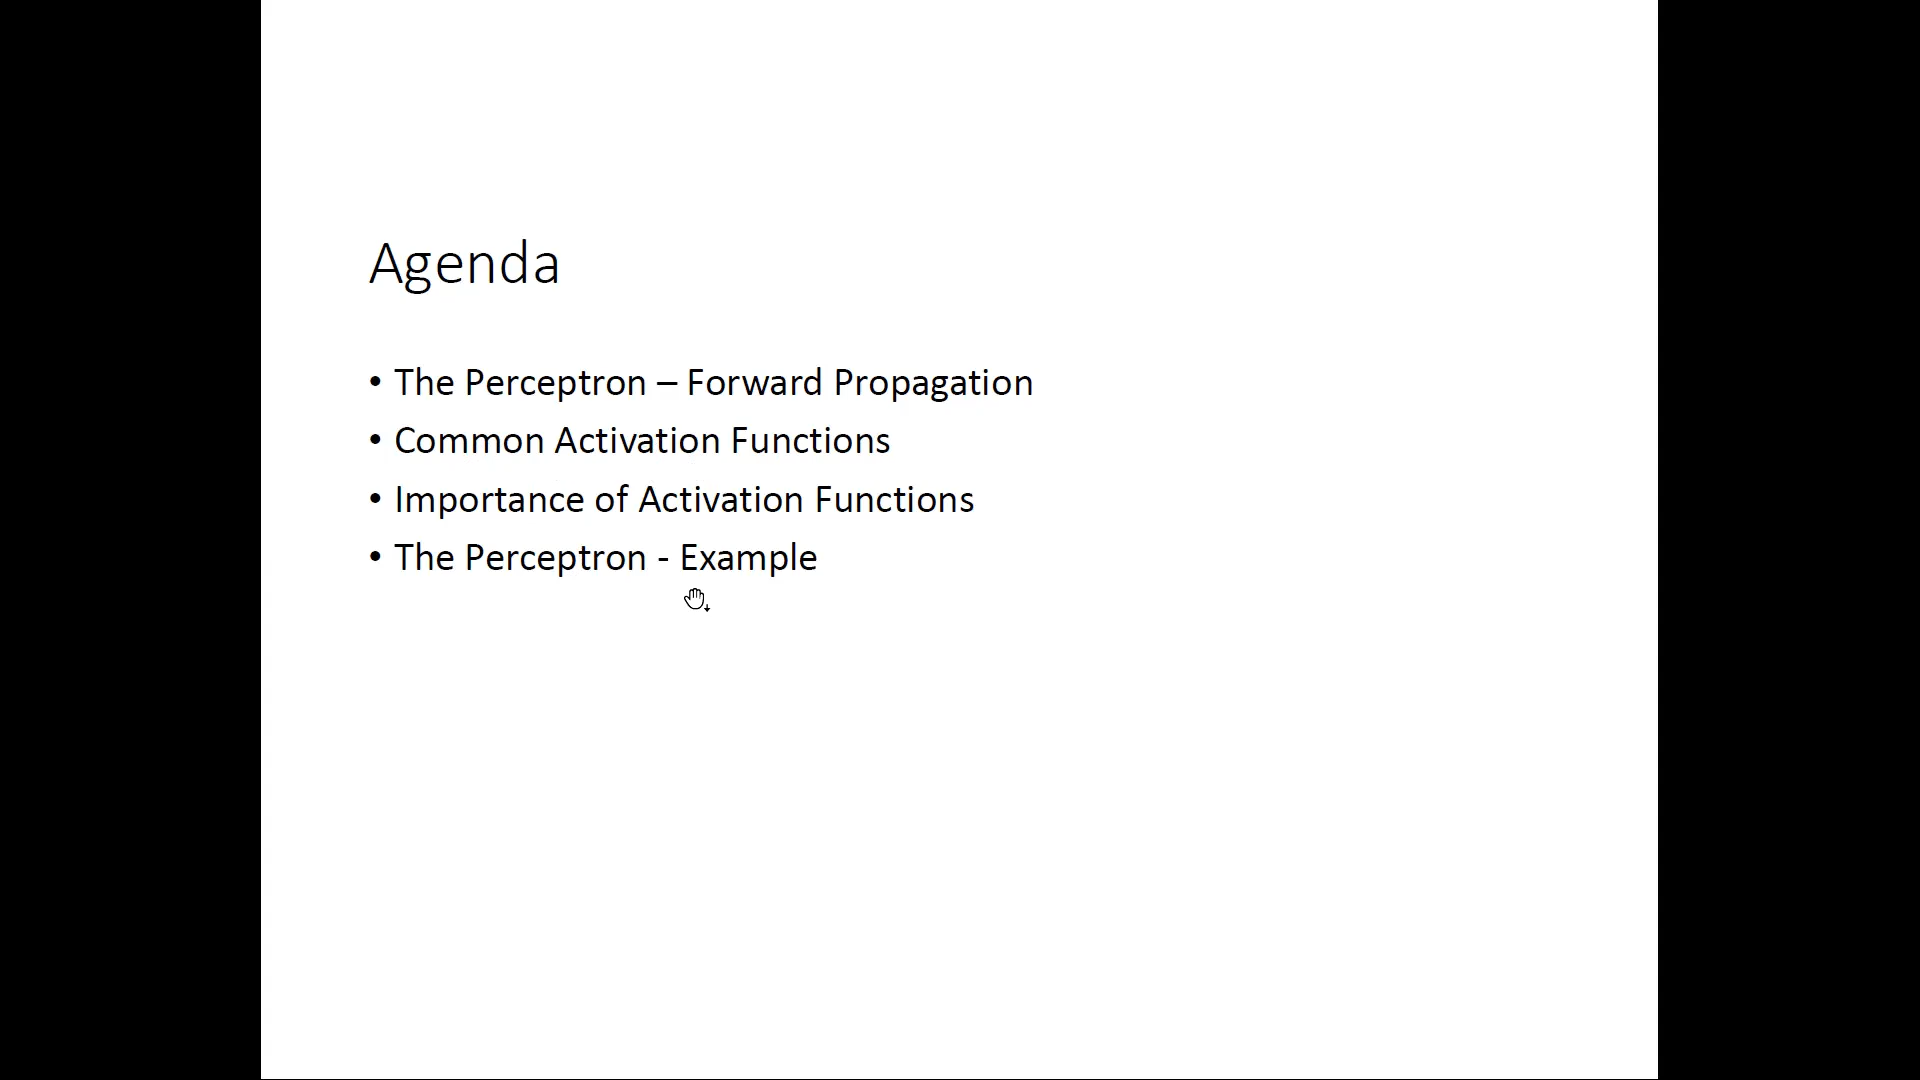 Agenda
• The Perceptron – Forward Propagation
• Common Activation Functions
• Importance of Activation Functions
• The Perceptron - Example